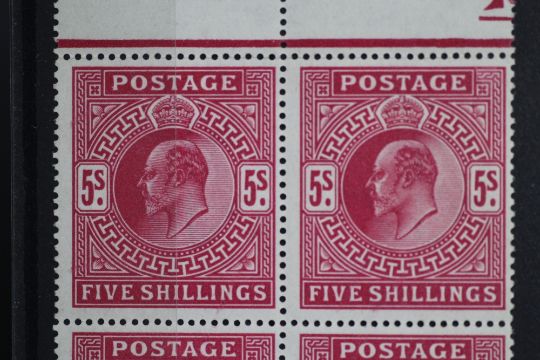 POSTAGE POSTAGE
5s. 5s. 5s. 5s.
FIVE SHILLINGS FIVE SHILLINGS
POSTAGE POSTAGE